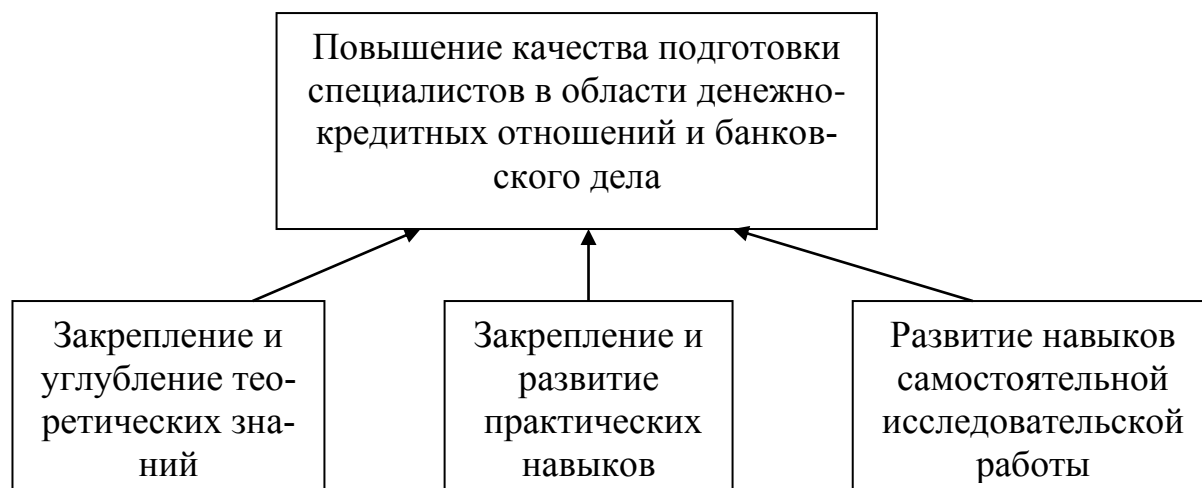 Повышение качества подготовки
специалистов в области денежно-
кредитных отношений и банков-
ского дела
Закрепление и
углубление тео-
ретических зна-
ний
Закрепление и
развитие
практических
навыков
Развитие навыков
самостоятельной
исследовательской
работы